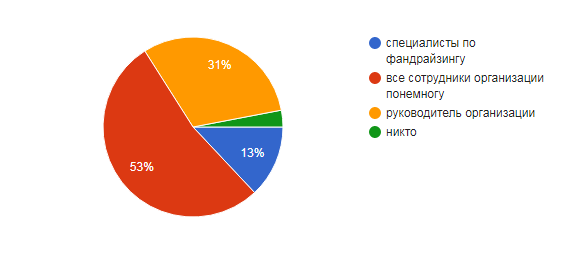 31%
13%
53%
специалисты по
фандрайзингу
все сотрудники организации
понемногу
руководитель организации
никто